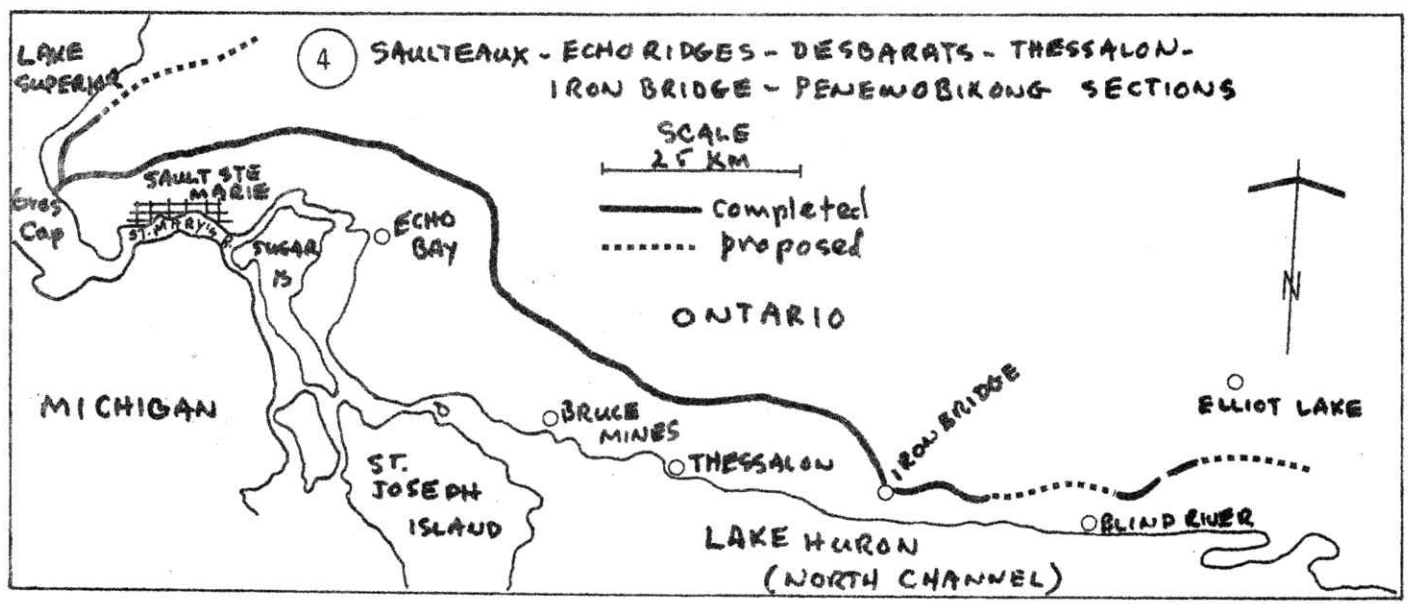 4
SAULTEAUX - ECHO RIDGES - DESBARATS - THESSALON -
IRON BRIDGE - PENEWOBIKONG SECTIONS
LAKE
SUPERIOR
SCALE
25 KM
completed
proposed
Gros
Cap
SAULT STE
MARIE
ST. MARY'S R.
SUGAR
IS
ECHO
BAY
N
ONTARIO
MICHIGAN
BRUCE
MINES
THESSALON
IRON BRIDGE
ELLIOT LAKE
ST.
JOSEPH
ISLAND
BLIND RIVER
LAKE HURON
(NORTH CHANNEL)